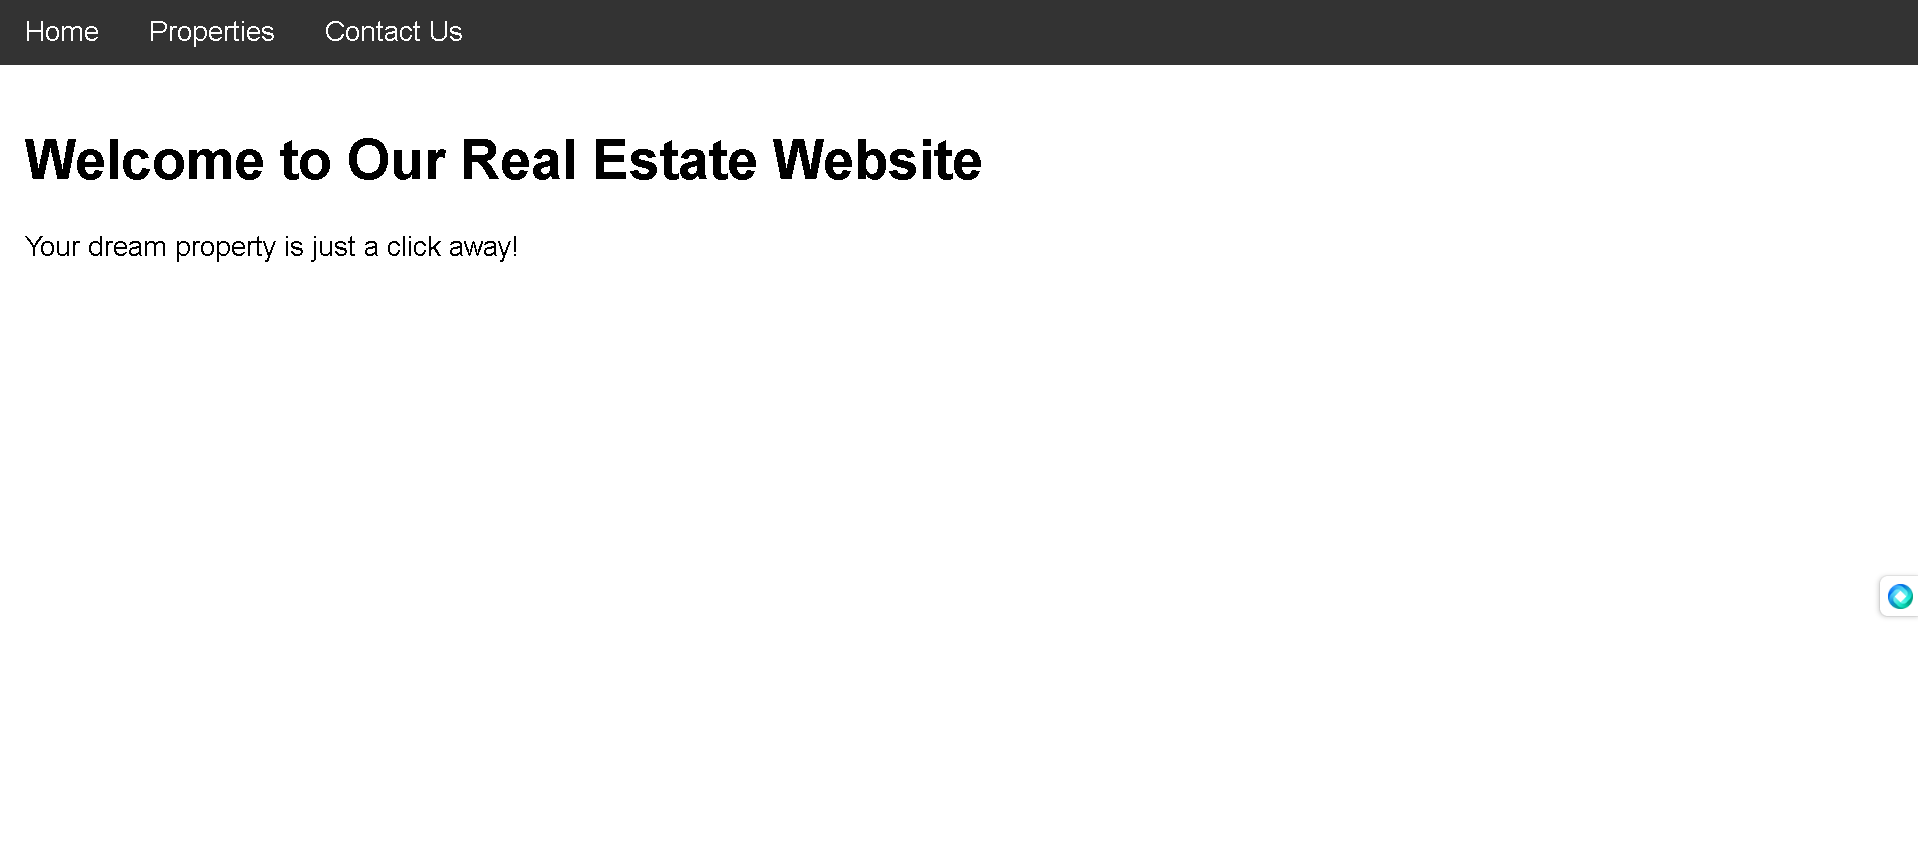 Home Properties Contact Us
Welcome to Our Real Estate Website
Your dream property is just a click away!